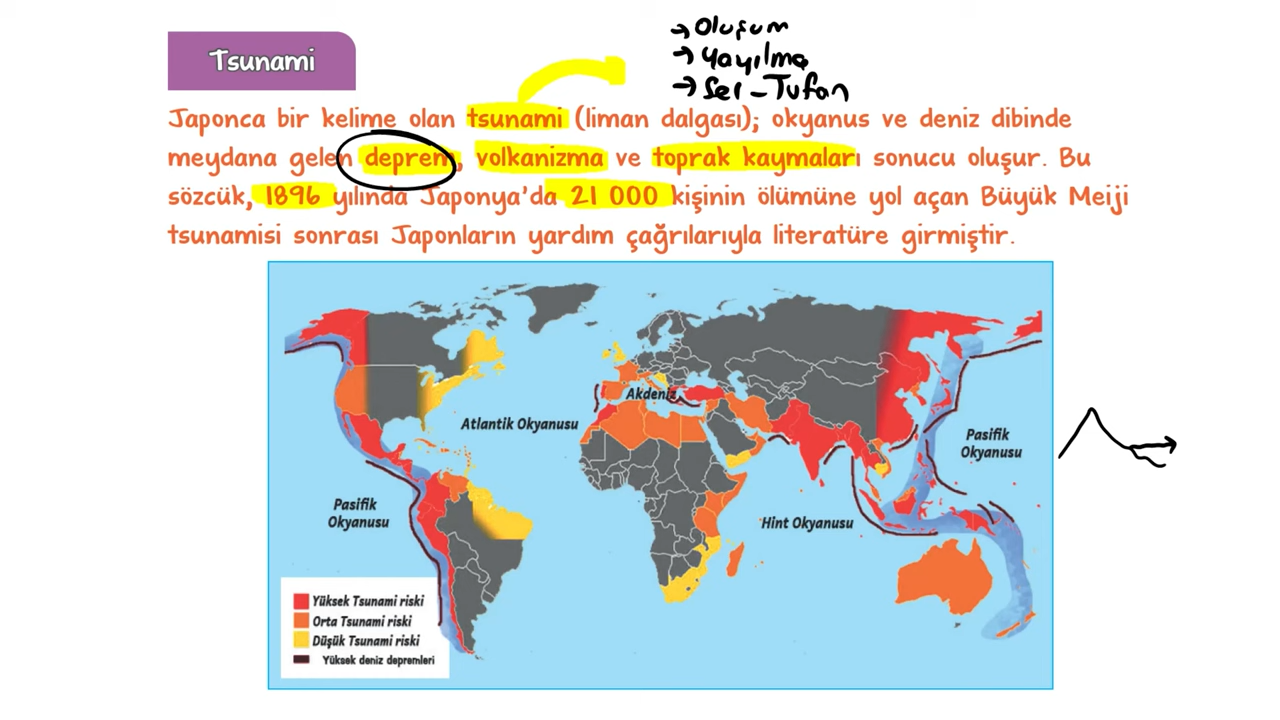 → Oluşum
→ Yayılma
→ Sel - Tufan
Tsunami
Japonca bir kelime olan tsunami (liman dalgası); okyanus ve deniz dibinde
meydana gelen deprem, volkanizma ve toprak kaymaları sonucu oluşur. Bu
sözcük, 1896 yılında Japonya'da 21 000 kişinin ölümüne yol açan Büyük Meiji
tsunamisi sonrası Japonların yardım çağrılarıyla literatüre girmiştir.
Akdeniz
Atlantik Okyanusu
Pasifik
Okyanusu
Pasifik
Okyanusu
Hint Okyanusu
Yüksek Tsunami riski
Orta Tsunami riski
Düşük Tsunami riski
Yüksek deniz depremleri